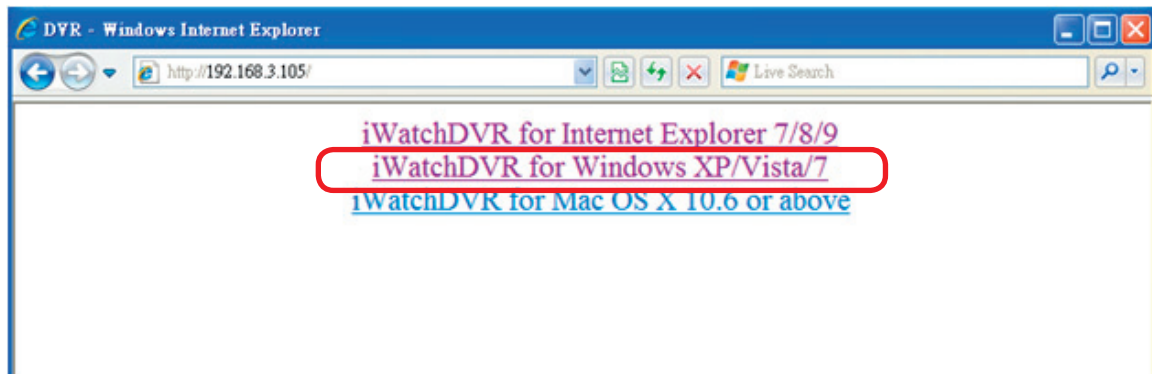 DVR - Windows Internet Explorer
http://192.168.3.105/
Live Search
iWatchDVR for Internet Explorer 7/8/9
iWatchDVR for Windows XP/Vista/7
iWatchDVR for Mac OS X 10.6 or above